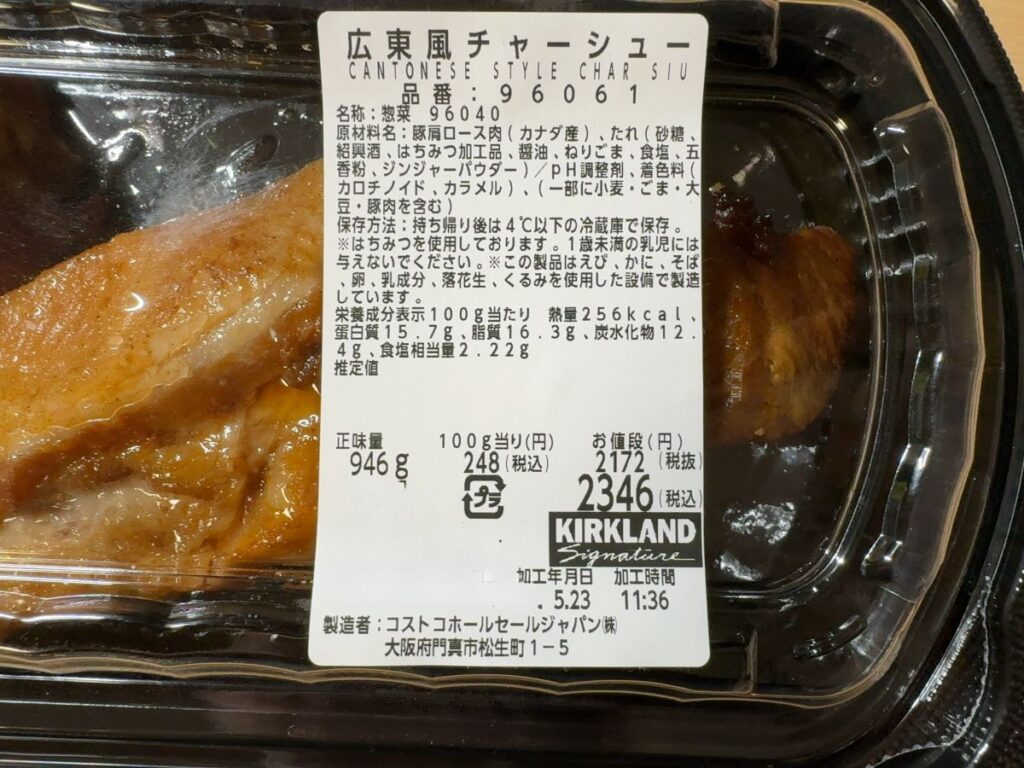 広東風チャーシュー
CANTONESE STYLE CHAR SIU
品番：96061
名称：惣菜 96040
原材料名：豚肩ロース肉(カナダ産)、たれ(砂糖、
紹興酒、はちみつ加工品、醤油、ねりごま、食塩、五
香粉、ジンジャーパウダー)／pH調整剤、着色料(
カロチノイド、カラメル)、(一部に小麦・ごま・大
豆・豚肉を含む)
保存方法：持ち帰り後は4℃以下の冷蔵庫で保存。
※はちみつを使用しております。1歳未満の乳児には
与えないでください。※この製品はえび、かに、そば
、卵、乳成分、落花生、くるみを使用した設備で製造
しています。
栄養成分表示100g当たり 熱量256kcal、
蛋白質15.7g、脂質16.3g、炭水化物12.
4g、食塩相当量2.22g
推定値
正味量 100g当り(円) お値段(円)
946g 248(税込) 2172(税抜)
プラ 2346(税込)
KIRKLAND
Signature
加工年月日 加工時間
. 5.23 11:36
製造者：コストコホールセールジャパン㈱
大阪府門真市松生町1－5